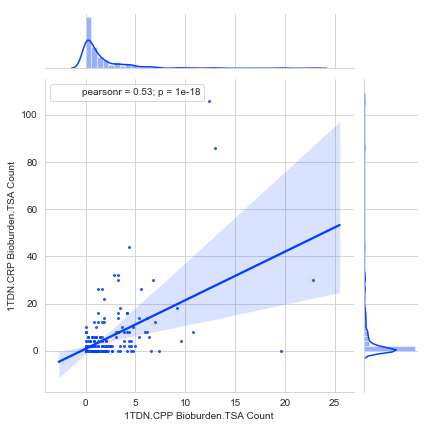 pearsonr = 0.53; p = 1e-18
1TDN.CRP Bioburden.TSA Count
100
80
60
40
20
0
0 5 10 15 20 25
1TDN.CPP Bioburden.TSA Count